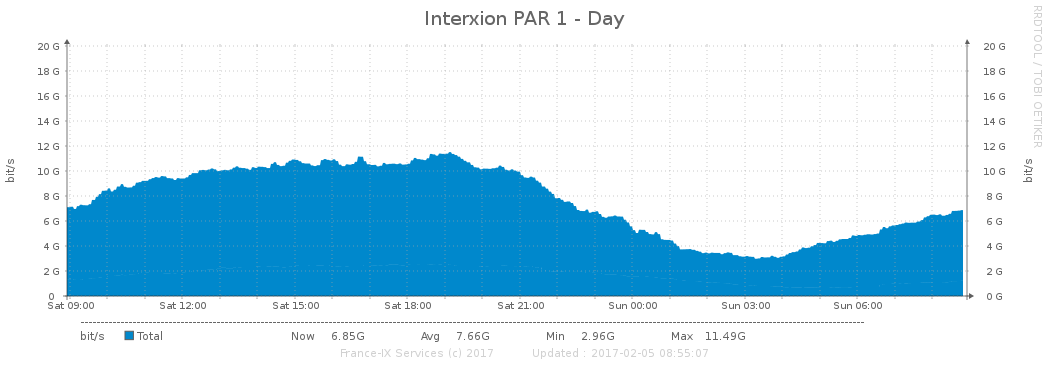 Interxion PAR 1 - Day
RRDTOOL / TOBI OETIKER
bit/s
20 G 20 G
18 G 18 G
16 G 16 G
14 G 14 G
12 G 12 G
10 G 10 G
8 G 8 G
6 G 6 G
4 G 4 G
2 G 2 G
0 0 G
bit/s
Sat 09:00 Sat 12:00 Sat 15:00 Sat 18:00 Sat 21:00 Sun 00:00 Sun 03:00 Sun 06:00
bit/s Total Now 6.85G Avg 7.66G Min 2.96G Max 11.49G
France-IX Services (c) 2017 Updated : 2017-02-05 08:55:07